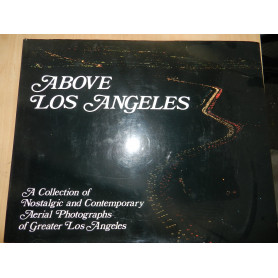 ABOVE
LOS ANGELES
A Collection of
Nostalgic and Contemporary
Aerial Photographs
of Greater Los Angeles